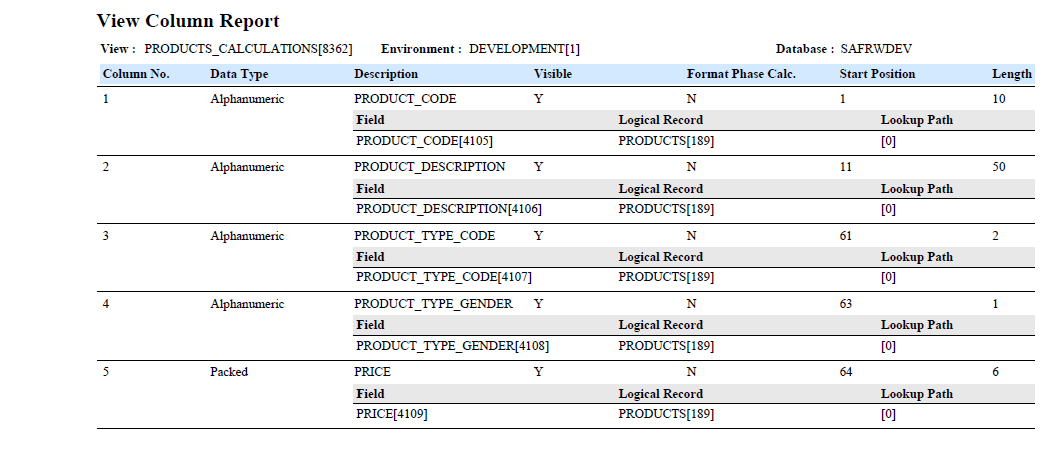 View Column Report
View : PRODUCTS_CALCULATIONS[8362] Environment : DEVELOPMENT[1] Database : SAFRWDEV
Column No. Data Type Description Visible Format Phase Calc. Start Position Length
1 Alphanumeric PRODUCT_CODE Y N 1 10
Field Logical Record Lookup Path
PRODUCT_CODE[4105] PRODUCTS[189] [0]
2 Alphanumeric PRODUCT_DESCRIPTION Y N 11 50
Field Logical Record Lookup Path
PRODUCT_DESCRIPTION[4106] PRODUCTS[189] [0]
3 Alphanumeric PRODUCT_TYPE_CODE Y N 61 2
Field Logical Record Lookup Path
PRODUCT_TYPE_CODE[4107] PRODUCTS[189] [0]
4 Alphanumeric PRODUCT_TYPE_GENDER Y N 63 1
Field Logical Record Lookup Path
PRODUCT_TYPE_GENDER[4108] PRODUCTS[189] [0]
5 Packed PRICE Y N 64 6
Field Logical Record Lookup Path
PRICE[4109] PRODUCTS[189] [0]